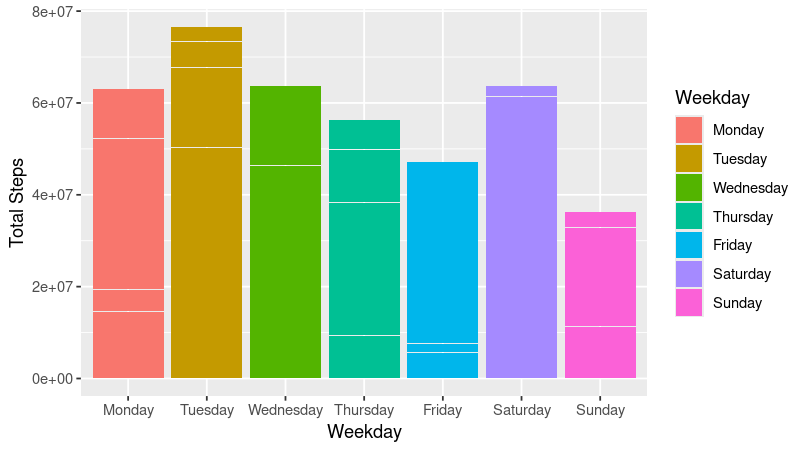 8e+07
6e+07
4e+07
2e+07
0e+00
Total Steps
Monday Tuesday Wednesday Thursday Friday Saturday Sunday
Weekday
Weekday
Monday
Tuesday
Wednesday
Thursday
Friday
Saturday
Sunday